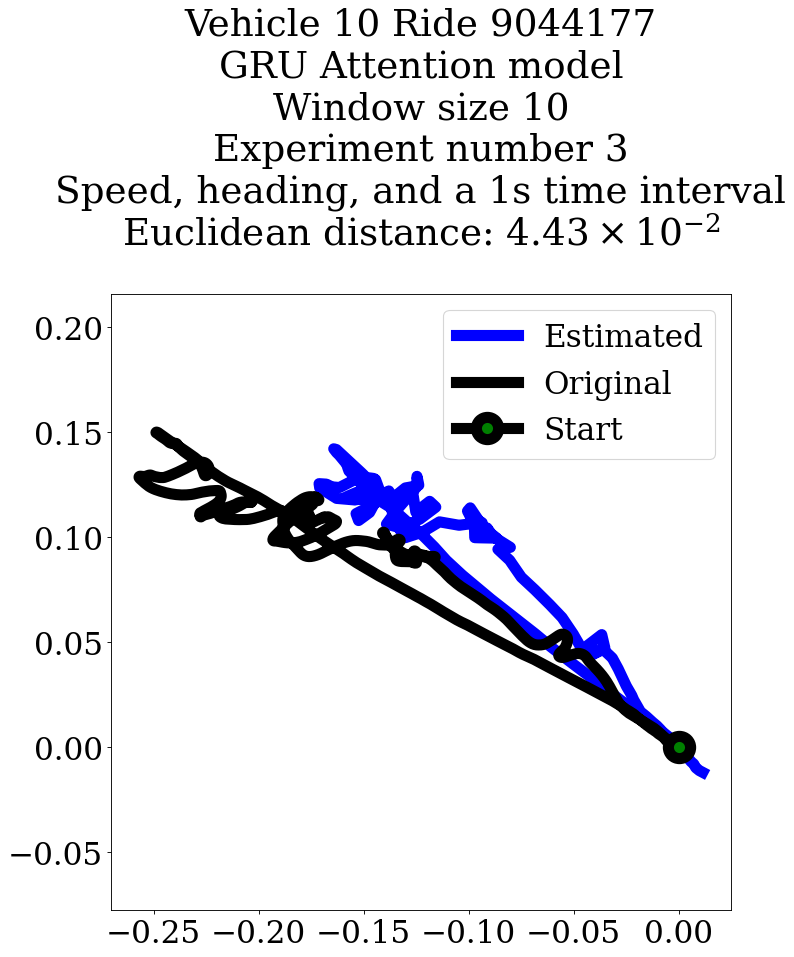 Vehicle 10 Ride 9044177
GRU Attention model
Window size 10
Experiment number 3
Speed, heading, and a 1s time interval
Euclidean distance: 4.43 × 10⁻²
Estimated
Original
Start
0.20
0.15
0.10
0.05
0.00
−0.05
−0.25 −0.20 −0.15 −0.10 −0.05 0.00